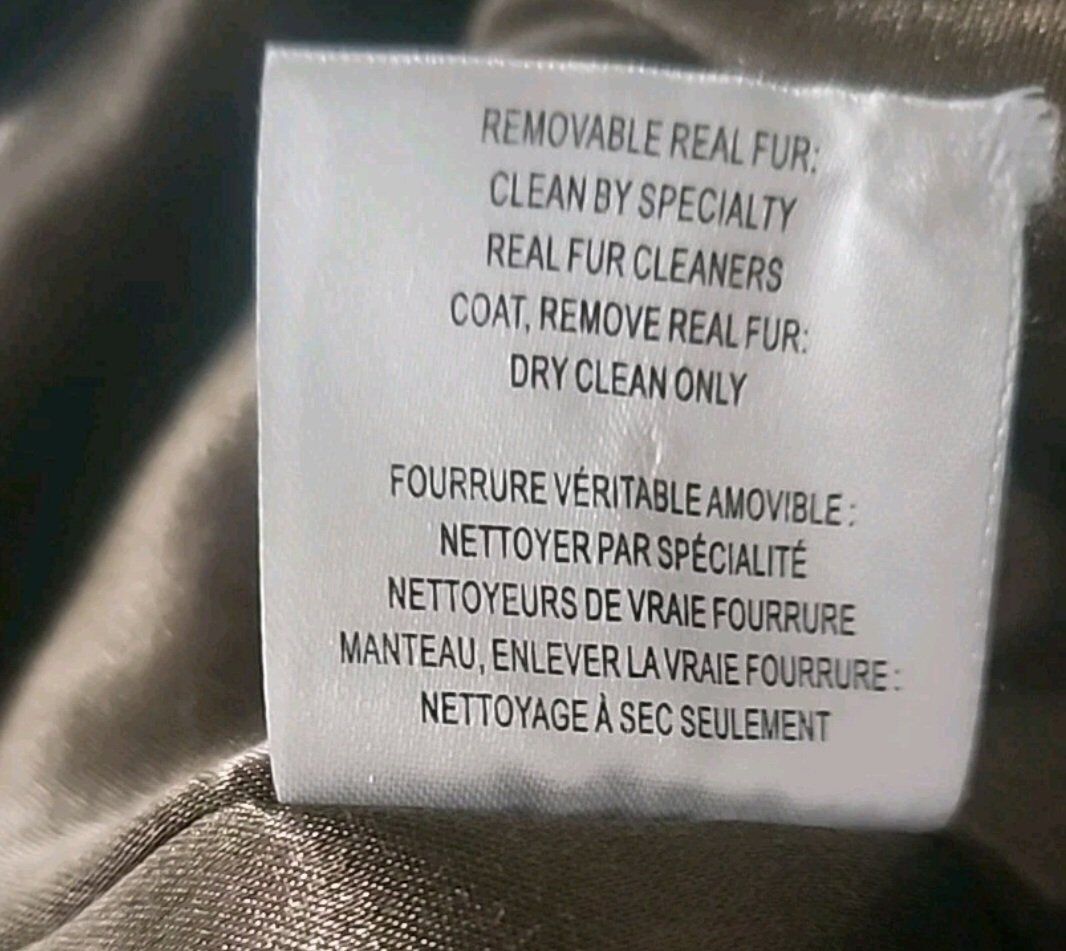 REMOVABLE REAL FUR:
CLEAN BY SPECIALTY
REAL FUR CLEANERS
COAT, REMOVE REAL FUR:
DRY CLEAN ONLY
FOURRURE VÉRITABLE AMOVIBLE :
NETTOYER PAR SPÉCIALITÉ
NETTOYEURS DE VRAIE FOURRURE
MANTEAU, ENLEVER LA VRAIE FOURRURE :
NETTOYAGE À SEC SEULEMENT